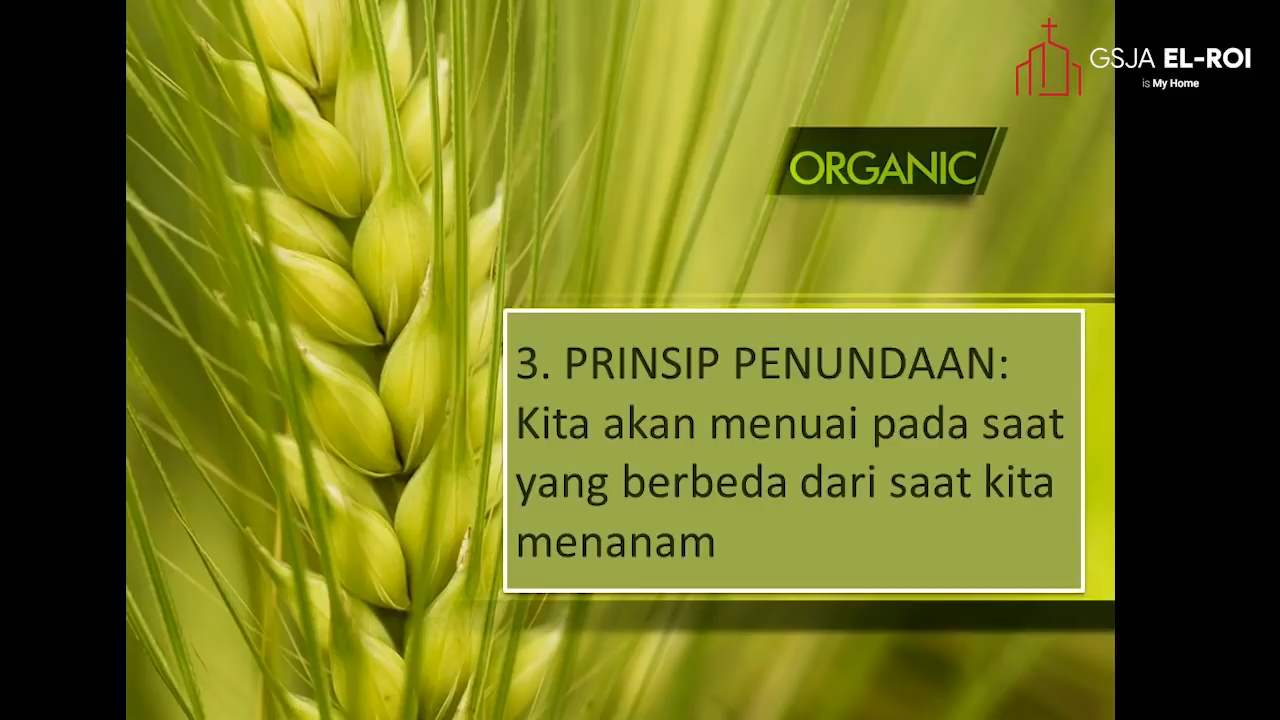 GSJA EL-ROI
is My Home
ORGANIC
3. PRINSIP PENUNDAAN:
Kita akan menuai pada saat
yang berbeda dari saat kita
menanam